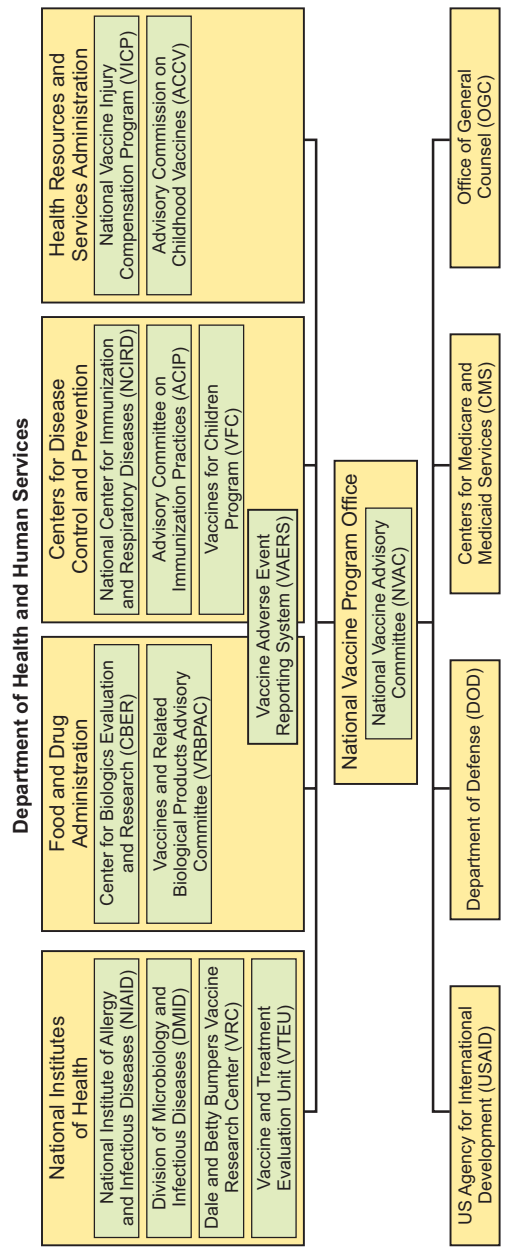 Department of Health and Human Services
National Institutes
of Health
National Institute of Allergy
and Infectious Diseases (NIAID)
Division of Microbiology and
Infectious Diseases (DMID)
Dale and Betty Bumpers Vaccine
Research Center (VRC)
Vaccine and Treatment
Evaluation Unit (VTEU)
Food and Drug
Administration
Center for Biologics Evaluation
and Research (CBER)
Vaccines and Related
Biological Products Advisory
Committee (VRBPAC)
Centers for Disease
Control and Prevention
National Center for Immunization
and Respiratory Diseases (NCIRD)
Advisory Committee on
Immunization Practices (ACIP)
Vaccines for Children
Program (VFC)
Vaccine Adverse Event
Reporting System (VAERS)
Health Resources and
Services Administration
National Vaccine Injury
Compensation Program (VICP)
Advisory Commission on
Childhood Vaccines (ACCV)
National Vaccine Program Office
National Vaccine Advisory
Committee (NVAC)
US Agency for International
Development (USAID)
Department of Defense (DOD)
Centers for Medicare and
Medicaid Services (CMS)
Office of General
Counsel (OGC)